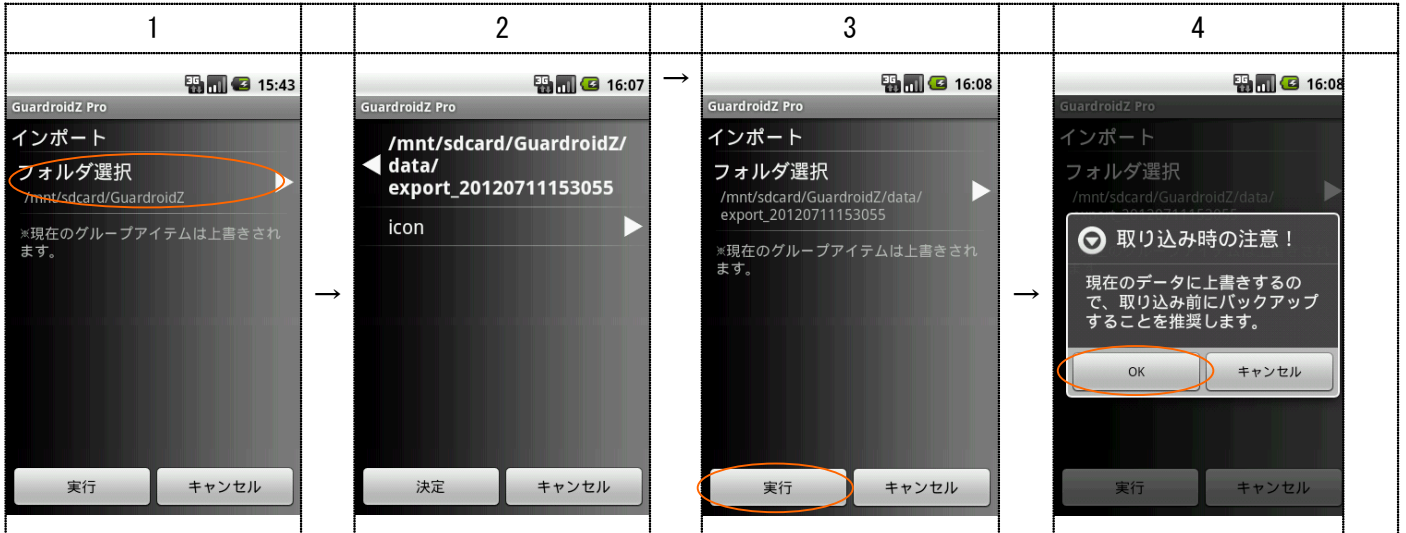 1
2
3
4
3G 15:43
GuardroidZ Pro
インポート
フォルダ選択
/mnt/sdcard/GuardroidZ
※現在のグループアイテムは上書きされ
ます。
実行
キャンセル
→
3G 16:07
GuardroidZ Pro
/mnt/sdcard/GuardroidZ/
data/
export_20120711153055
icon
決定
キャンセル
→
3G 16:08
GuardroidZ Pro
インポート
フォルダ選択
/mnt/sdcard/GuardroidZ/data/
export_20120711153055
※現在のグループアイテムは上書きされ
ます。
実行
キャンセル
→
3G 16:08
GuardroidZ Pro
インポート
フォルダ選択
/mnt/sdcard/GuardroidZ/data/
export_20120711153055
取り込み時の注意！
現在のデータに上書きするの
で、取り込み前にバックアップ
することを推奨します。
OK
キャンセル
実行
キャンセル